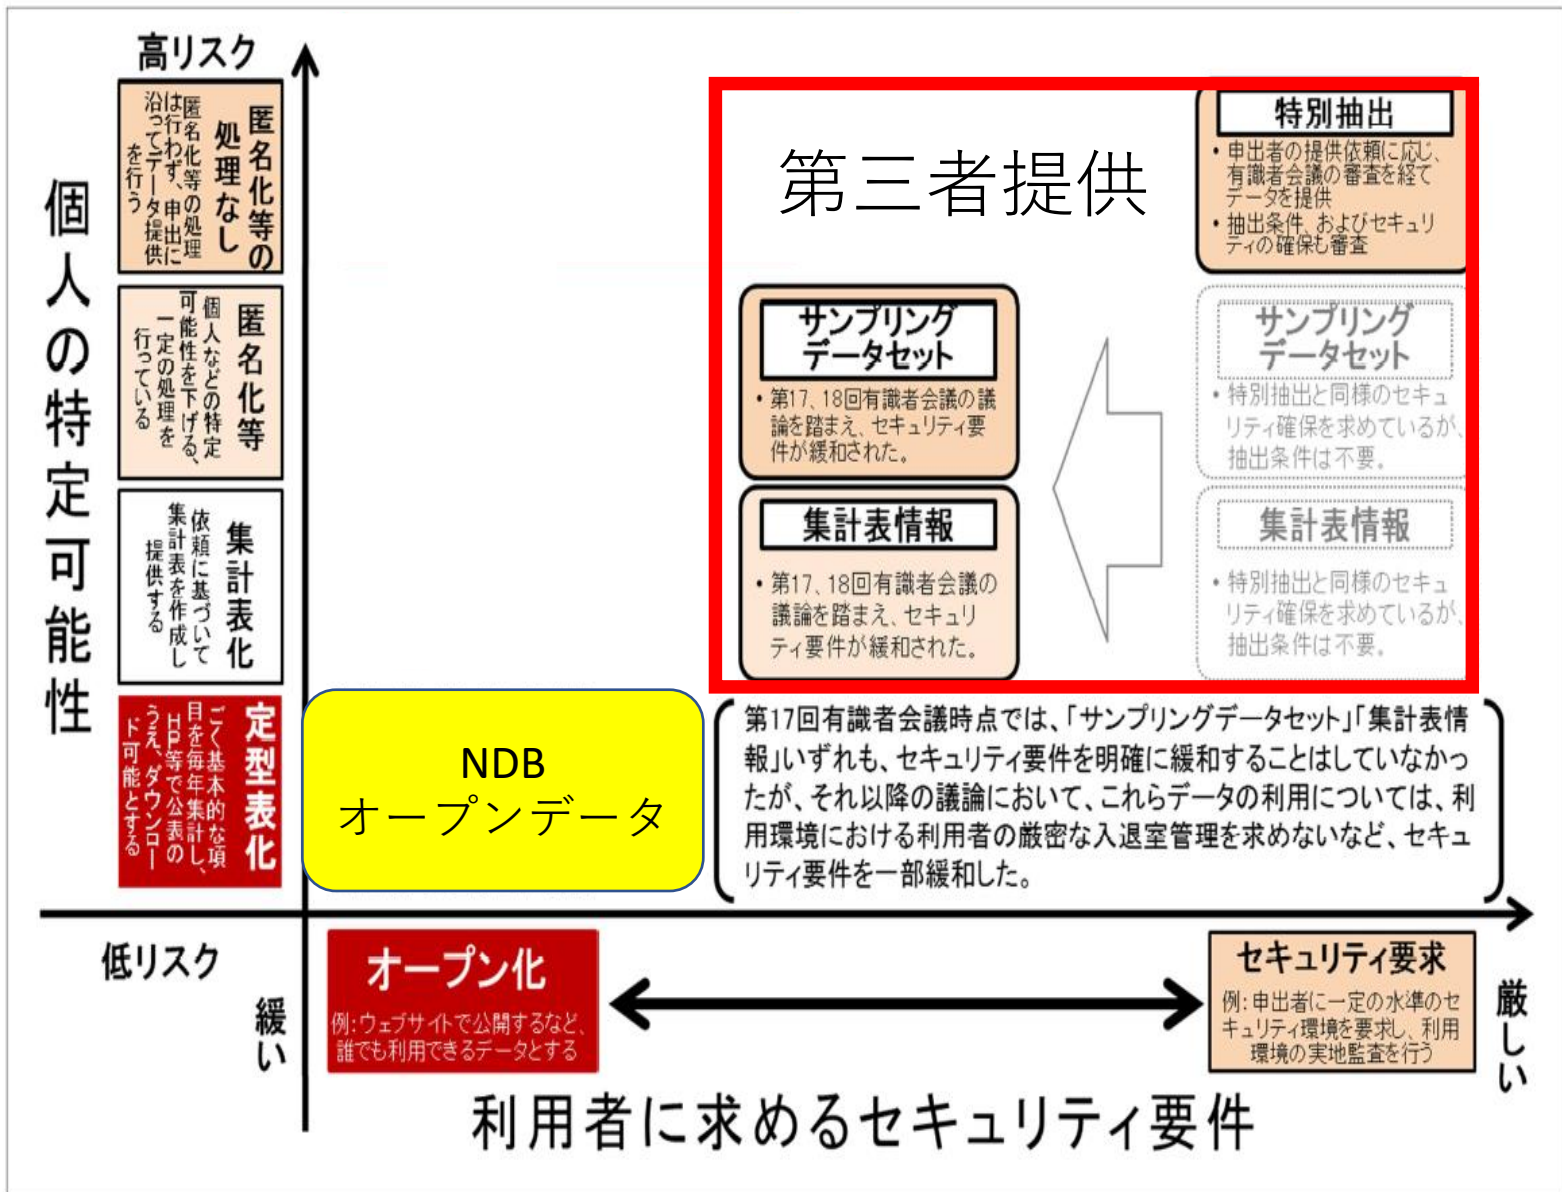 高リスク
個人の特定可能性
匿名化等の
処理なし
匿名化等の処理
は行わず、申出に
沿ってデータ提供
を行う
匿名化等
個人などの特定
可能性を下げる、
一定の処理を
行っている
集計表化
依頼に基づいて
集計表を作成し
提供する
定型表化
ごく基本的な項
目を毎年集計し、
HP等で公表の
うえ、ダウンロー
ド可能とする
第三者提供
特別抽出
・申出者の提供依頼に応じ、
有識者会議の審査を経て
データを提供
・抽出条件、およびセキュリ
ティの確保も審査
サンプリング
データセット
・第17、18回有識者会議の議
論を踏まえ、セキュリティ要
件が緩和された。
サンプリング
データセット
・特別抽出と同様のセキュ
リティ確保を求めているが、
抽出条件は不要。
集計表情報
・第17、18回有識者会議の
議論を踏まえ、セキュリ
ティ要件が緩和された。
集計表情報
・特別抽出と同様のセキュ
リティ確保を求めているが、
抽出条件は不要。
NDB
オープンデータ
第17回有識者会議時点では、「サンプリングデータセット」「集計表情
報」いずれも、セキュリティ要件を明確に緩和することはしていなかっ
たが、それ以降の議論において、これらデータの利用については、利
用環境における利用者の厳密な入退室管理を求めないなど、セキュ
リティ要件を一部緩和した。
低リスク
緩い
オープン化
例:ウェブサイトで公開するなど、
誰でも利用できるデータとする
セキュリティ要求
例:申出者に一定の水準のセ
キュリティ環境を要求し、利用
環境の実地監査を行う
厳しい
利用者に求めるセキュリティ要件